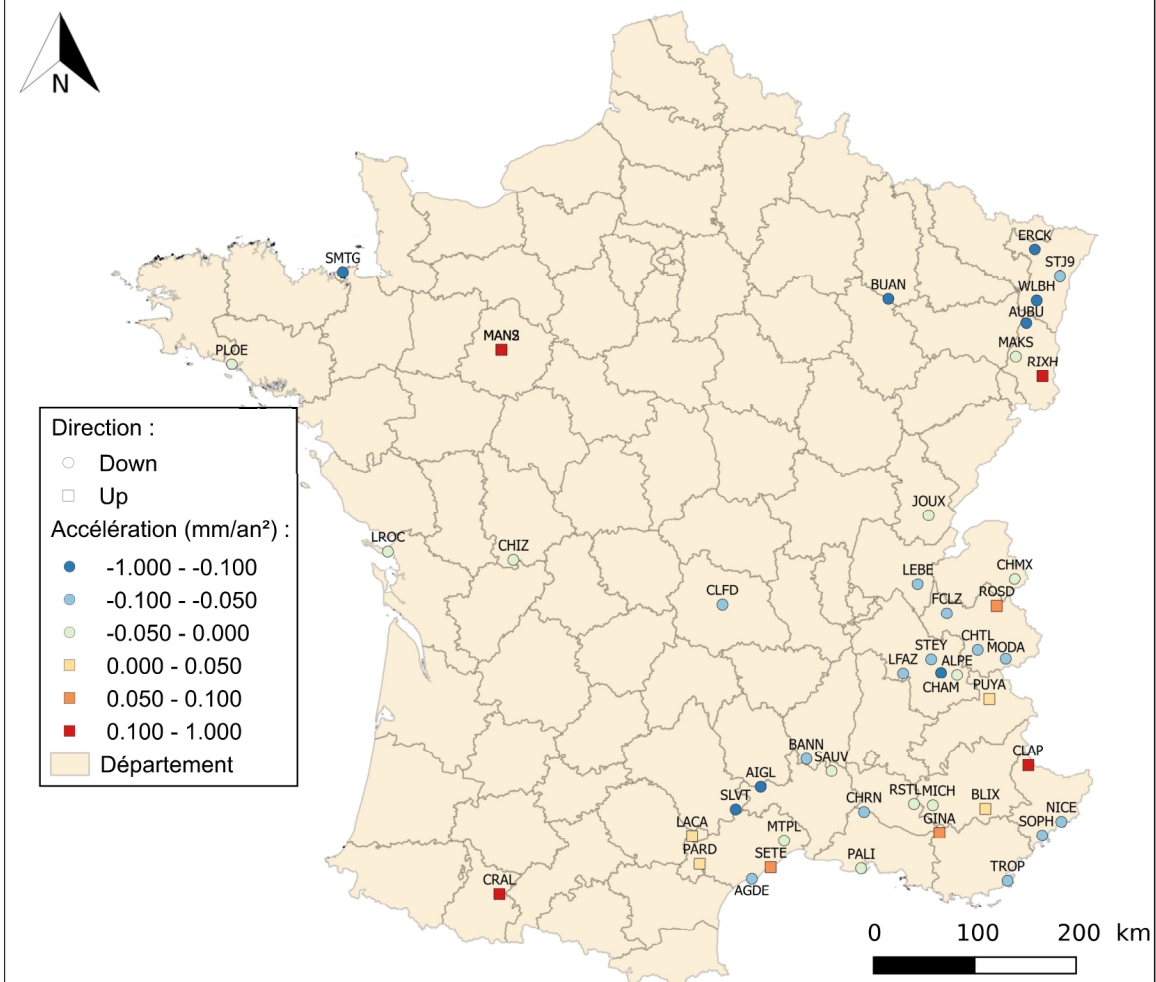 N
ERCK
STJ9
SMTG
WLBH
BUAN
AUBU
MANS
MAKS
PLOE
RIXH
Direction :
Down
Up
Accélération (mm/an²) :
-1.000 - -0.100
-0.100 - -0.050
-0.050 - 0.000
0.000 - 0.050
0.050 - 0.100
0.100 - 1.000
Département
JOUX
LROC
CHIZ
CHMX
LEBE
CLFD
ROSD
FCLZ
CHTL
STEY
MODA
LFAZ
ALPE
CHAM
PUYA
BANN
CLAP
SAUV
AIGL
RSTL
MICH
BLIX
SLVT
CHRN
NICE
LACA
GINA
SOPH
MTPL
PARD
SETE
PALI
TROP
CRAL
AGDE
0 100 200 km